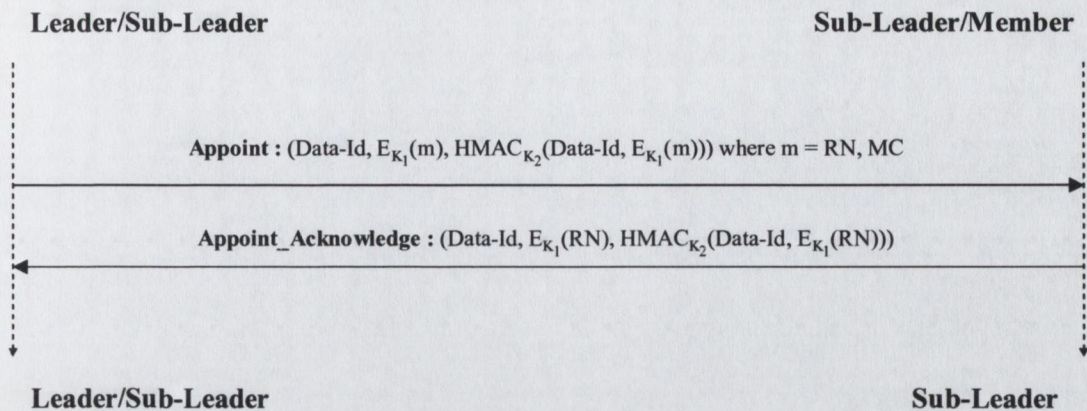 Leader/Sub-Leader Sub-Leader/Member
Appoint : (Data-Id, E_K₁(m), HMAC_K₂(Data-Id, E_K₁(m))) where m = RN, MC
Appoint_Acknowledge : (Data-Id, E_K₁(RN), HMAC_K₂(Data-Id, E_K₁(RN)))
Leader/Sub-Leader Sub-Leader